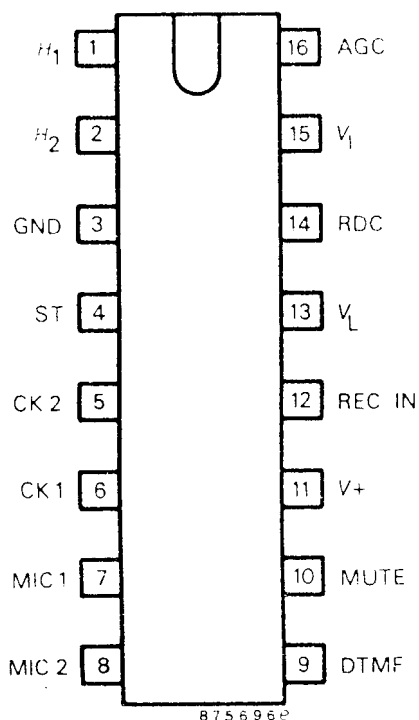 H1 1 16 AGC
H2 2 15 VI
GND 3 14 RDC
ST 4 13 VL
CK 2 5 12 REC IN
CK 1 6 11 V+
MIC 1 7 10 MUTE
MIC 2 8 9 DTMF
875696e